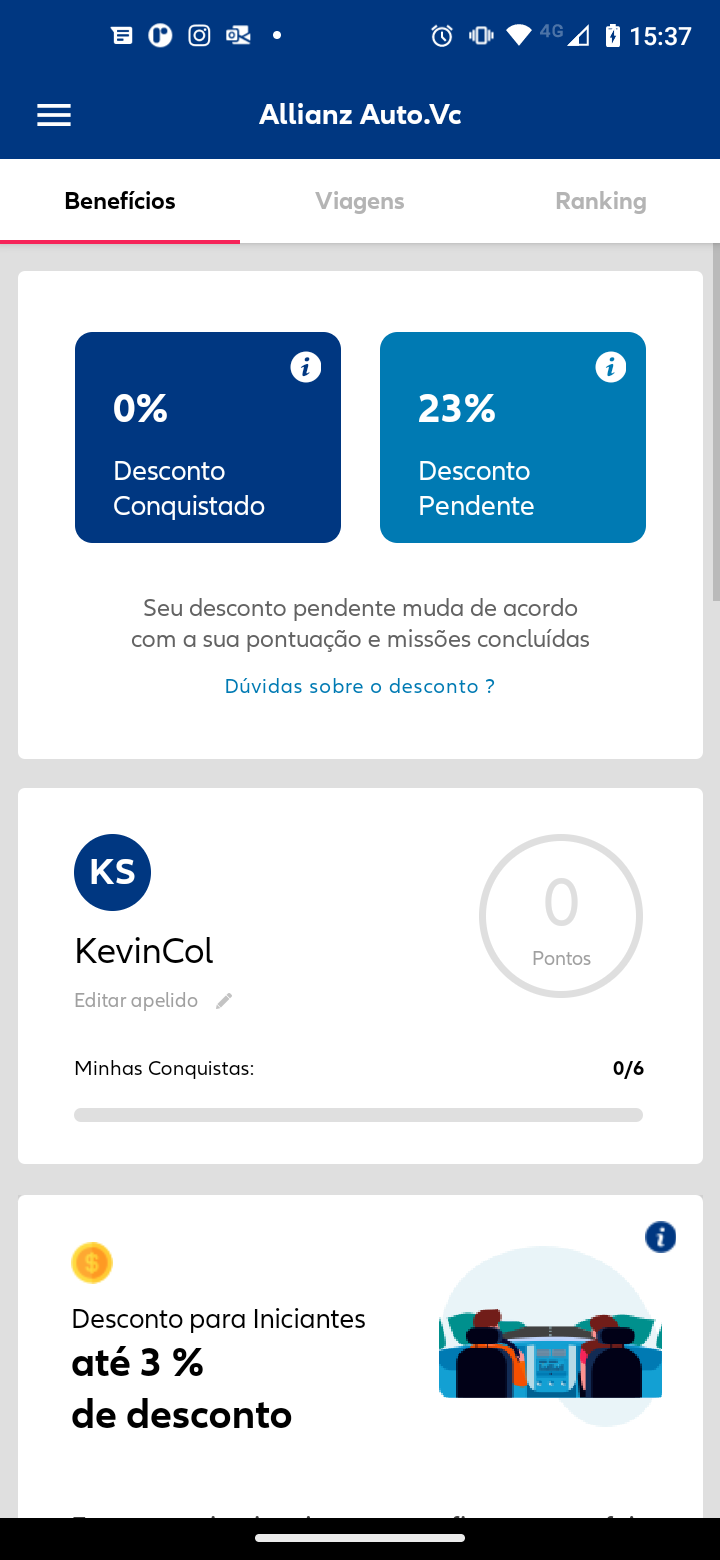 4G 15:37
Allianz Auto.Vc
Benefícios Viagens Ranking
0%
Desconto
Conquistado
23%
Desconto
Pendente
Seu desconto pendente muda de acordo
com a sua pontuação e missões concluídas
Dúvidas sobre o desconto ?
KS
KevinCol
Editar apelido
0
Pontos
Minhas Conquistas: 0/6
Desconto para Iniciantes
até 3 %
de desconto